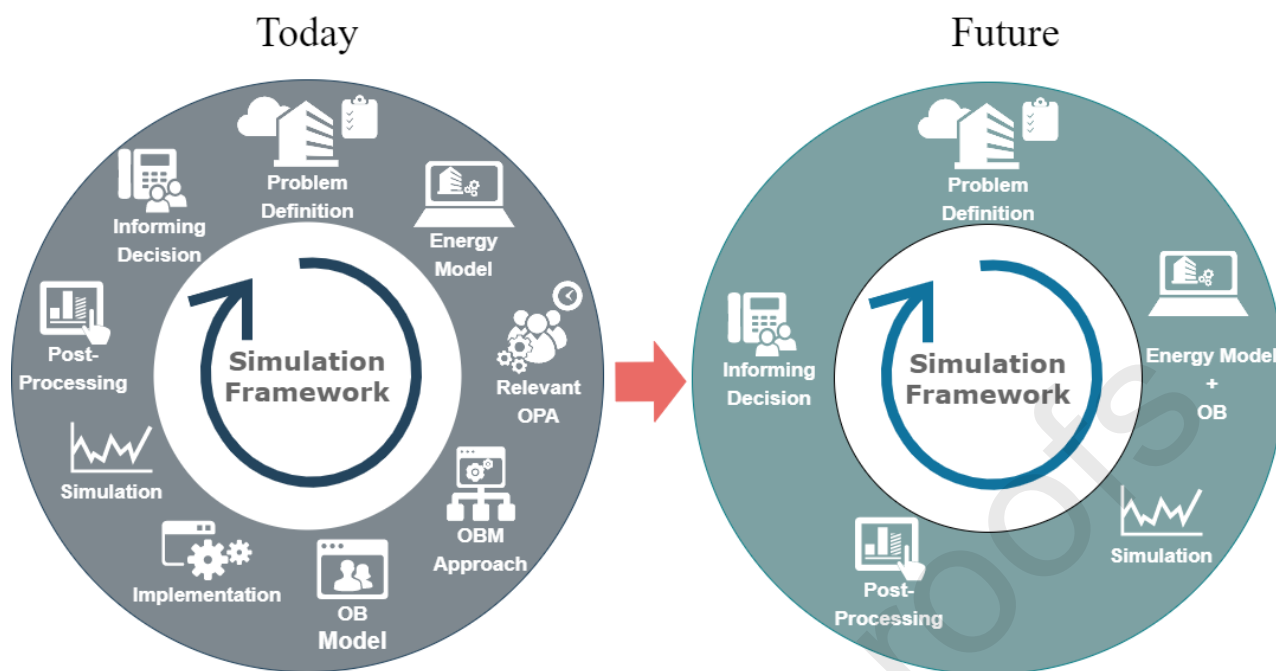 Today
Problem
Definition
Energy
Model
Relevant
OPA
OBM
Approach
OB
Model
Implementation
Simulation
Post-
Processing
Informing
Decision
Simulation
Framework
Future
Problem
Definition
Energy Model
+
OB
Simulation
Post-
Processing
Informing
Decision
Simulation
Framework
roofs